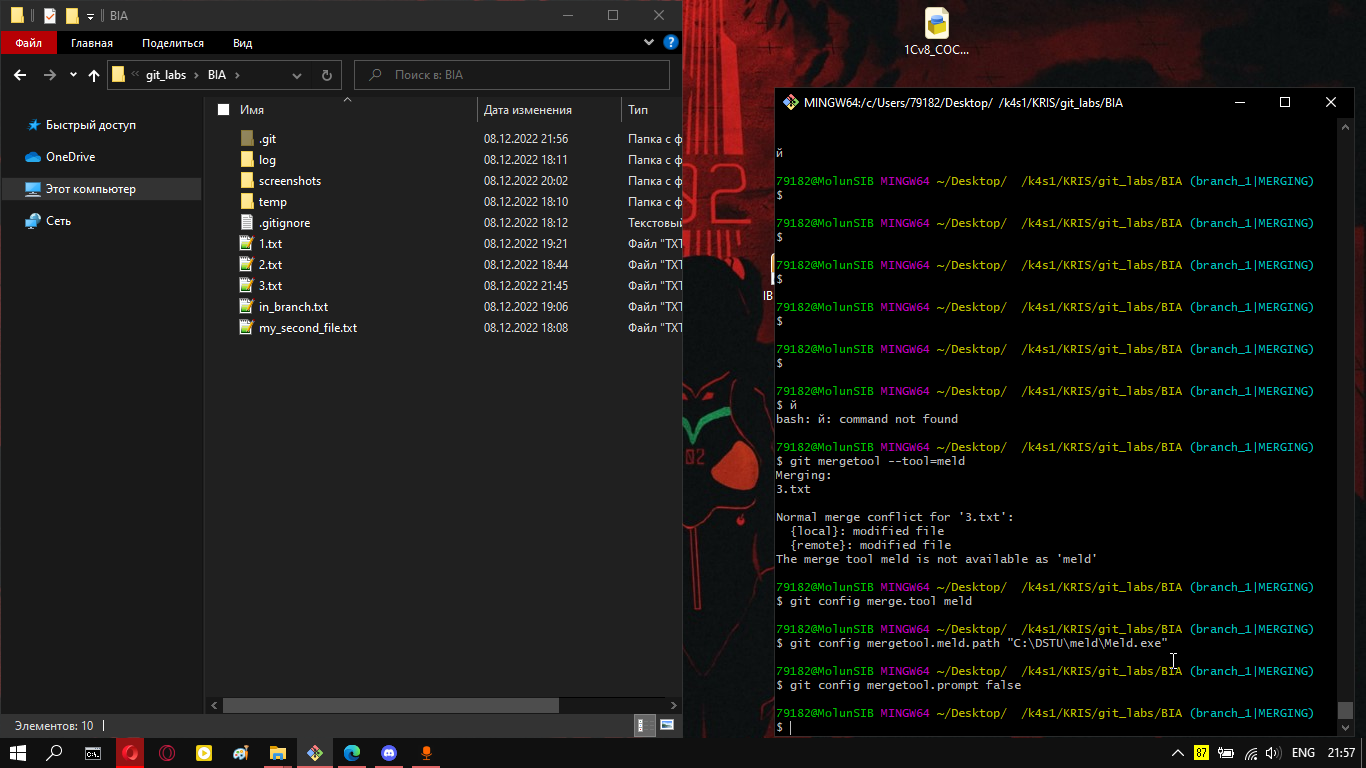 BIA
Файл
Главная
Поделиться
Вид
git_labs
BIA
Поиск в: BIA
Быстрый доступ
OneDrive
Этот компьютер
Сеть
Имя
Дата изменения
Тип
.git 08.12.2022 21:56 Папка с ф
log 08.12.2022 18:11 Папка с ф
screenshots 08.12.2022 20:02 Папка с ф
temp 08.12.2022 18:10 Папка с ф
.gitignore 08.12.2022 18:12 Текстовый
1.txt 08.12.2022 19:21 Файл "TXT
2.txt 08.12.2022 18:44 Файл "TXT
3.txt 08.12.2022 21:45 Файл "TXT
in_branch.txt 08.12.2022 19:06 Файл "TXT
my_second_file.txt 08.12.2022 18:08 Файл "TXT
Элементов: 10
1Cv8_COC...
MINGW64:/c/Users/79182/Desktop/ /k4s1/KRIS/git_labs/BIA
й
79182@MolunSIB MINGW64 ~/Desktop/ /k4s1/KRIS/git_labs/BIA (branch_1|MERGING)
$
79182@MolunSIB MINGW64 ~/Desktop/ /k4s1/KRIS/git_labs/BIA (branch_1|MERGING)
$
79182@MolunSIB MINGW64 ~/Desktop/ /k4s1/KRIS/git_labs/BIA (branch_1|MERGING)
$
79182@MolunSIB MINGW64 ~/Desktop/ /k4s1/KRIS/git_labs/BIA (branch_1|MERGING)
$
79182@MolunSIB MINGW64 ~/Desktop/ /k4s1/KRIS/git_labs/BIA (branch_1|MERGING)
$
79182@MolunSIB MINGW64 ~/Desktop/ /k4s1/KRIS/git_labs/BIA (branch_1|MERGING)
$ й
bash: й: command not found
79182@MolunSIB MINGW64 ~/Desktop/ /k4s1/KRIS/git_labs/BIA (branch_1|MERGING)
$ git mergetool --tool=meld
Merging:
3.txt
Normal merge conflict for '3.txt':
{local}: modified file
{remote}: modified file
The merge tool meld is not available as 'meld'
79182@MolunSIB MINGW64 ~/Desktop/ /k4s1/KRIS/git_labs/BIA (branch_1|MERGING)
$ git config merge.tool meld
79182@MolunSIB MINGW64 ~/Desktop/ /k4s1/KRIS/git_labs/BIA (branch_1|MERGING)
$ git config mergetool.meld.path "C:\DSTU\meld\Meld.exe"
79182@MolunSIB MINGW64 ~/Desktop/ /k4s1/KRIS/git_labs/BIA (branch_1|MERGING)
$ git config mergetool.prompt false
79182@MolunSIB MINGW64 ~/Desktop/ /k4s1/KRIS/git_labs/BIA (branch_1|MERGING)
$
87
ENG
21:57